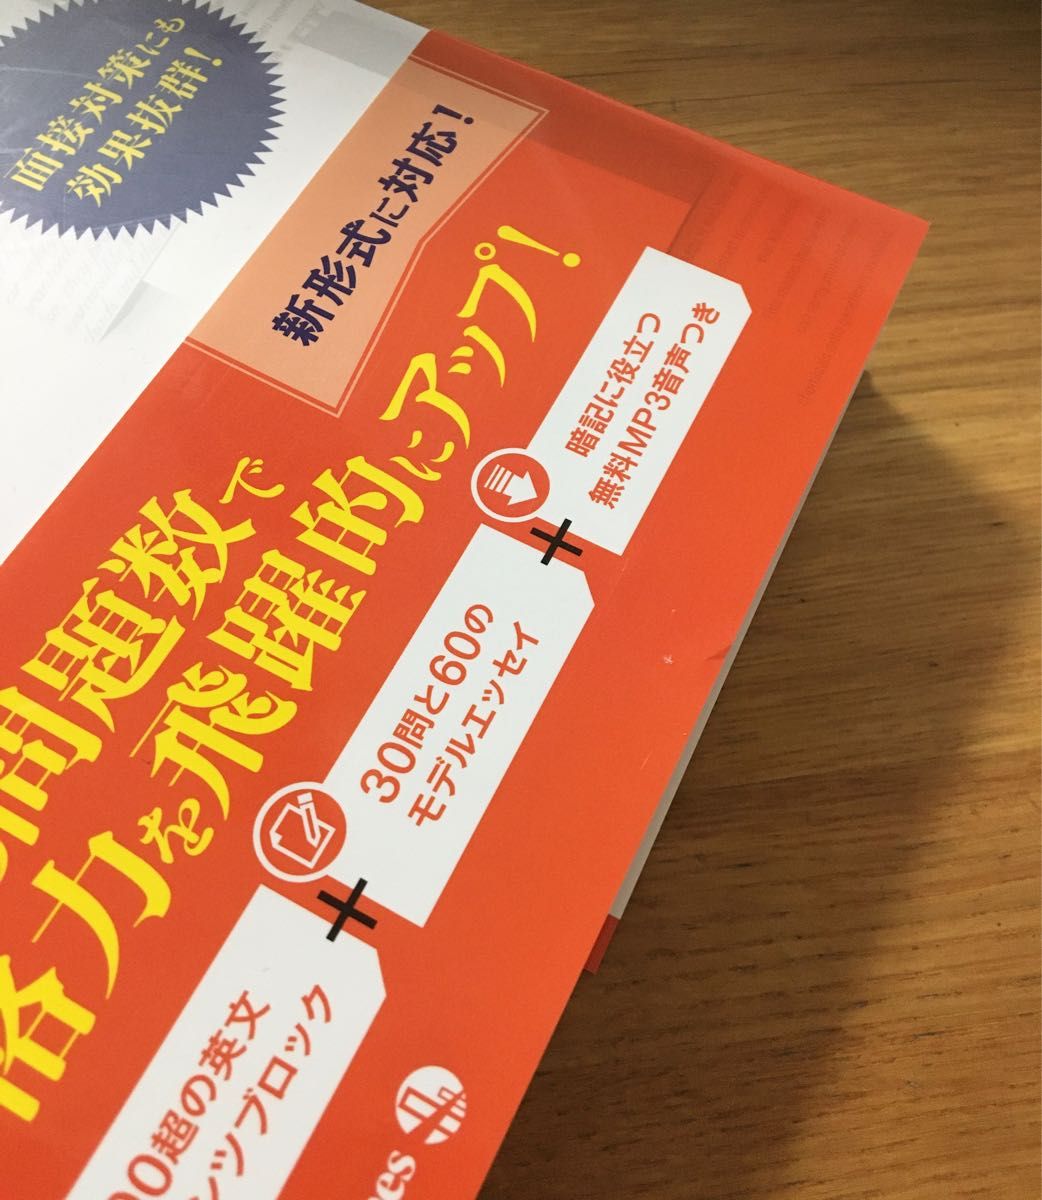 面接対策にも
効果抜群!
新形式に対応!
問題数で
格力を飛躍的にアップ!
00超の英文
ンツブロック
+
30問と60の
モデルエッセイ
+
暗記に役立つ
無料MP3音声つき
es